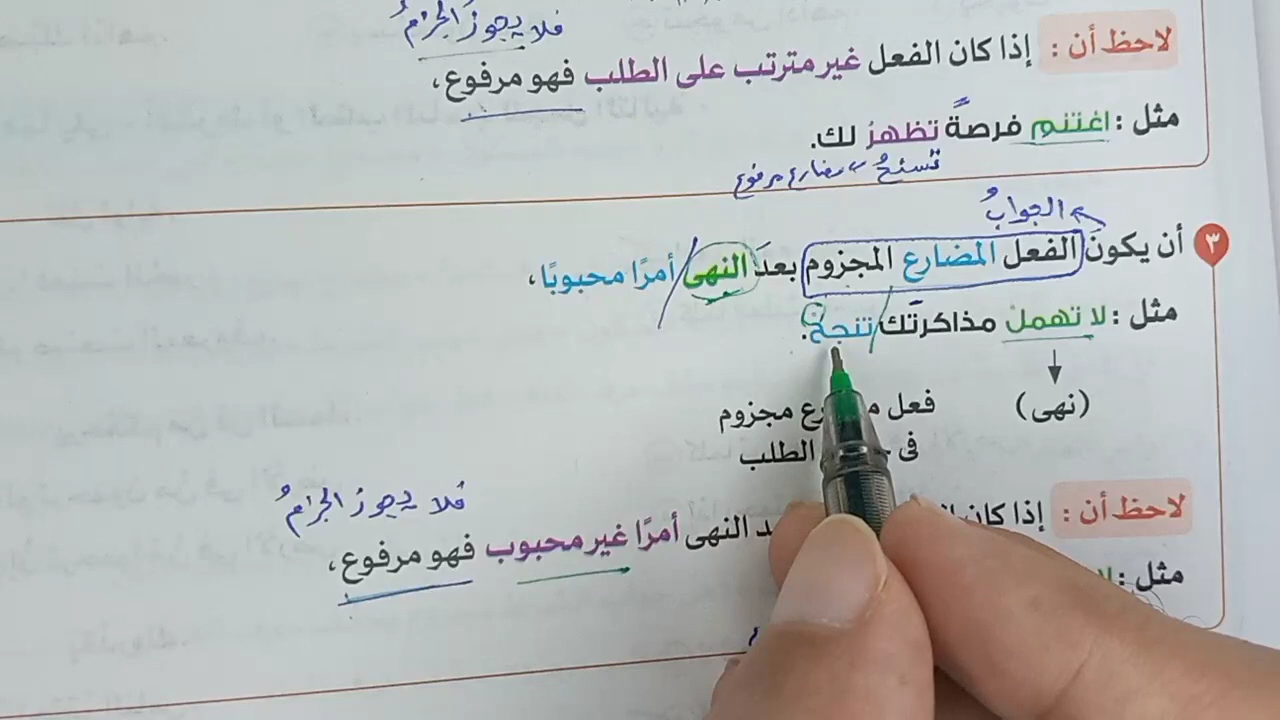 فلا يجوزُ الجزمُ
لاحظ أن : إذا كان الفعل غير مترتب على الطلب فهو مرفوع،
مثل : اغتنم فرصةً تظهرُ لك.
تسنحُ مضارع مرفوع
الجوابُ
٣ أن يكونَ الفعل المضارع المجزوم بعدَ النهى أمرًا محبوبًا،
مثل : لا تهملْ مذاكرتك تنجحْ.
(نهى) فعل مجزوم
فى الطلب
فلا يجوزُ الجزمُ
لاحظ أن : إذا كان النهى أمرًا غير محبوب فهو مرفوع،
مثل :